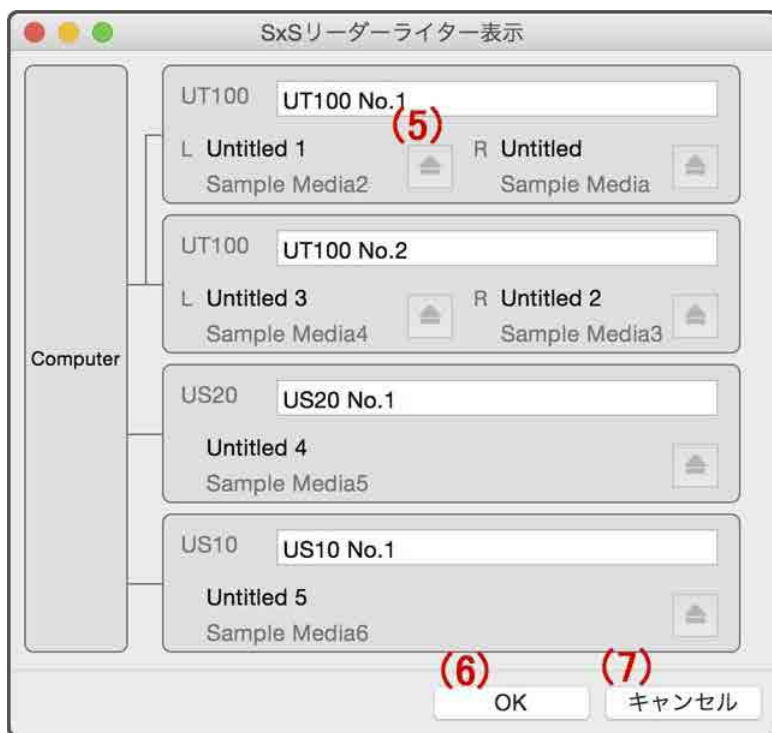 SxSリーダーライター表示
UT100 UT100 No.1
(5)
L Untitled 1 R Untitled
Sample Media2 Sample Media
UT100 UT100 No.2
L Untitled 3 R Untitled 2
Sample Media4 Sample Media3
Computer
US20 US20 No.1
Untitled 4
Sample Media5
US10 US10 No.1
Untitled 5
Sample Media6
(6) (7)
OK キャンセル